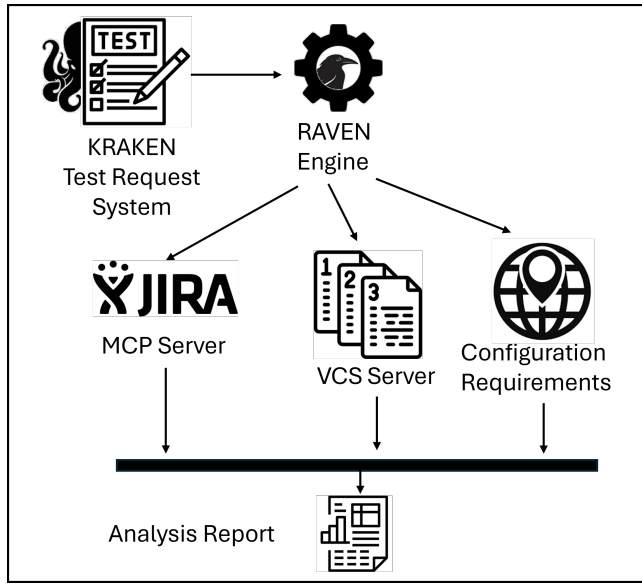 TEST
KRAKEN
Test Request
System
RAVEN
Engine
JIRA
MCP Server
1
2
3
VCS Server
Configuration
Requirements
Analysis Report